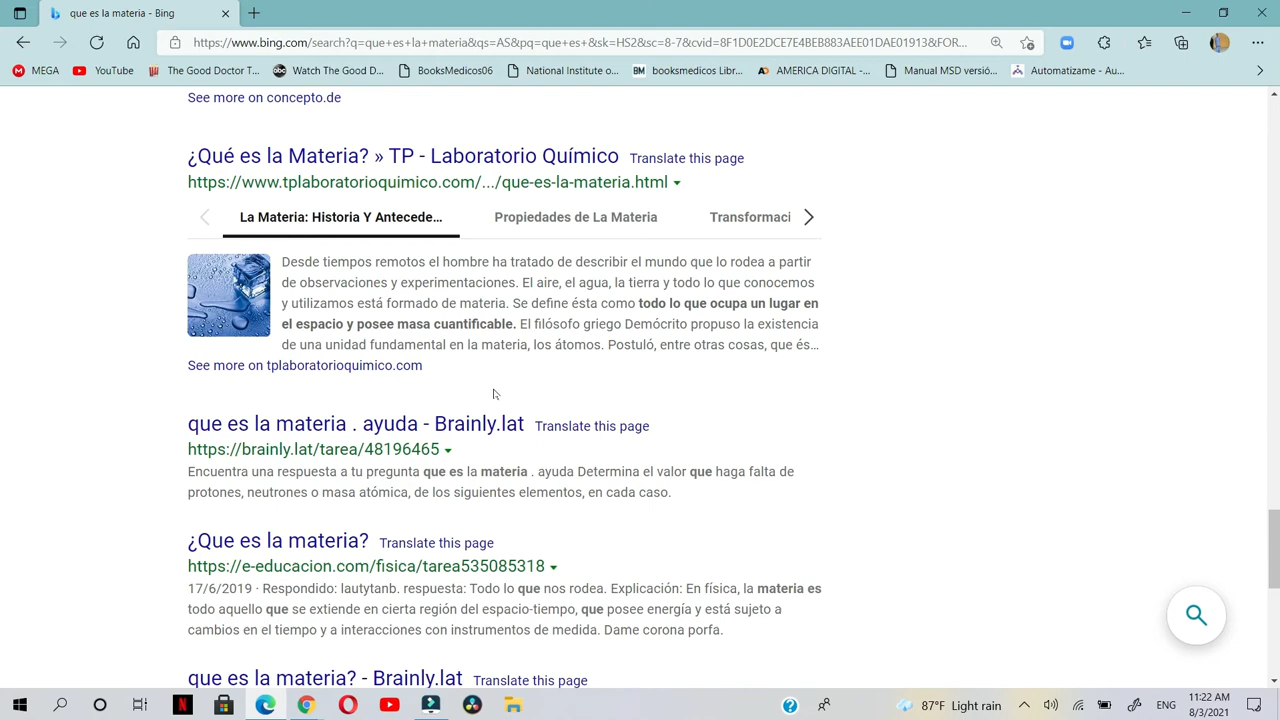 que es la materia - Bing
https://www.bing.com/search?q=que+es+la+materia&qs=AS&pq=que+es+&sk=HS2&sc=8-7&cvid=8F1D0E2DCE7E4BEB883AEE01DAE01913&FOR...
MEGA YouTube The Good Doctor T... abc Watch The Good D... BooksMedicos06 National Institute o... BM booksmedicos Libr... AMERICA DIGITAL -... Manual MSD versió... Automatizame - Au...
See more on concepto.de
¿Qué es la Materia? » TP - Laboratorio Químico Translate this page
https://www.tplaboratorioquimico.com/.../que-es-la-materia.html
La Materia: Historia Y Antecede... Propiedades de La Materia Transformaci
Desde tiempos remotos el hombre ha tratado de describir el mundo que lo rodea a partir
de observaciones y experimentaciones. El aire, el agua, la tierra y todo lo que conocemos
y utilizamos está formado de materia. Se define ésta como todo lo que ocupa un lugar en
el espacio y posee masa cuantificable. El filósofo griego Demócrito propuso la existencia
de una unidad fundamental en la materia, los átomos. Postuló, entre otras cosas, que és...
See more on tplaboratorioquimico.com
que es la materia . ayuda - Brainly.lat Translate this page
https://brainly.lat/tarea/48196465
Encuentra una respuesta a tu pregunta que es la materia . ayuda Determina el valor que haga falta de
protones, neutrones o masa atómica, de los siguientes elementos, en cada caso.
¿Que es la materia? Translate this page
https://e-educacion.com/fisica/tarea535085318
17/6/2019 · Respondido: lautytanb. respuesta: Todo lo que nos rodea. Explicación: En física, la materia es
todo aquello que se extiende en cierta región del espacio-tiempo, que posee energía y está sujeto a
cambios en el tiempo y a interacciones con instrumentos de medida. Dame corona porfa.
que es la materia? - Brainly.lat Translate this page
87°F Light rain ENG 11:22 AM
8/3/2021